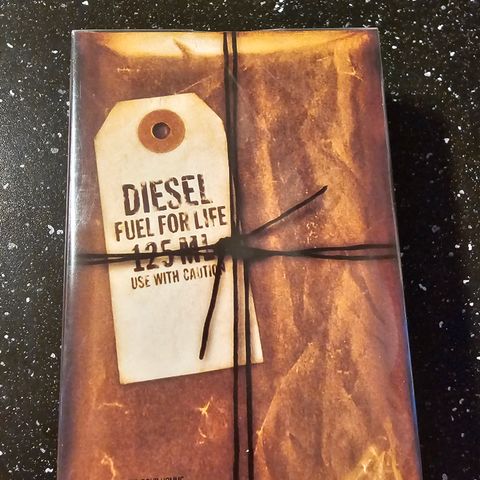 DIESEL
FUEL FOR LIFE
125 ML
USE WITH CAUTION